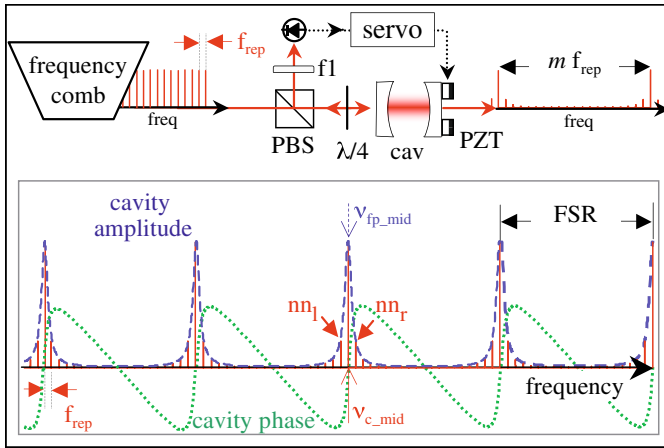 frequency
comb
f_rep
freq
f1
servo
PBS
λ/4
cav
PZT
m f_rep
freq
cavity
amplitude
ν_fp_mid
FSR
nn_l
nn_r
f_rep
cavity phase
ν_c_mid
frequency